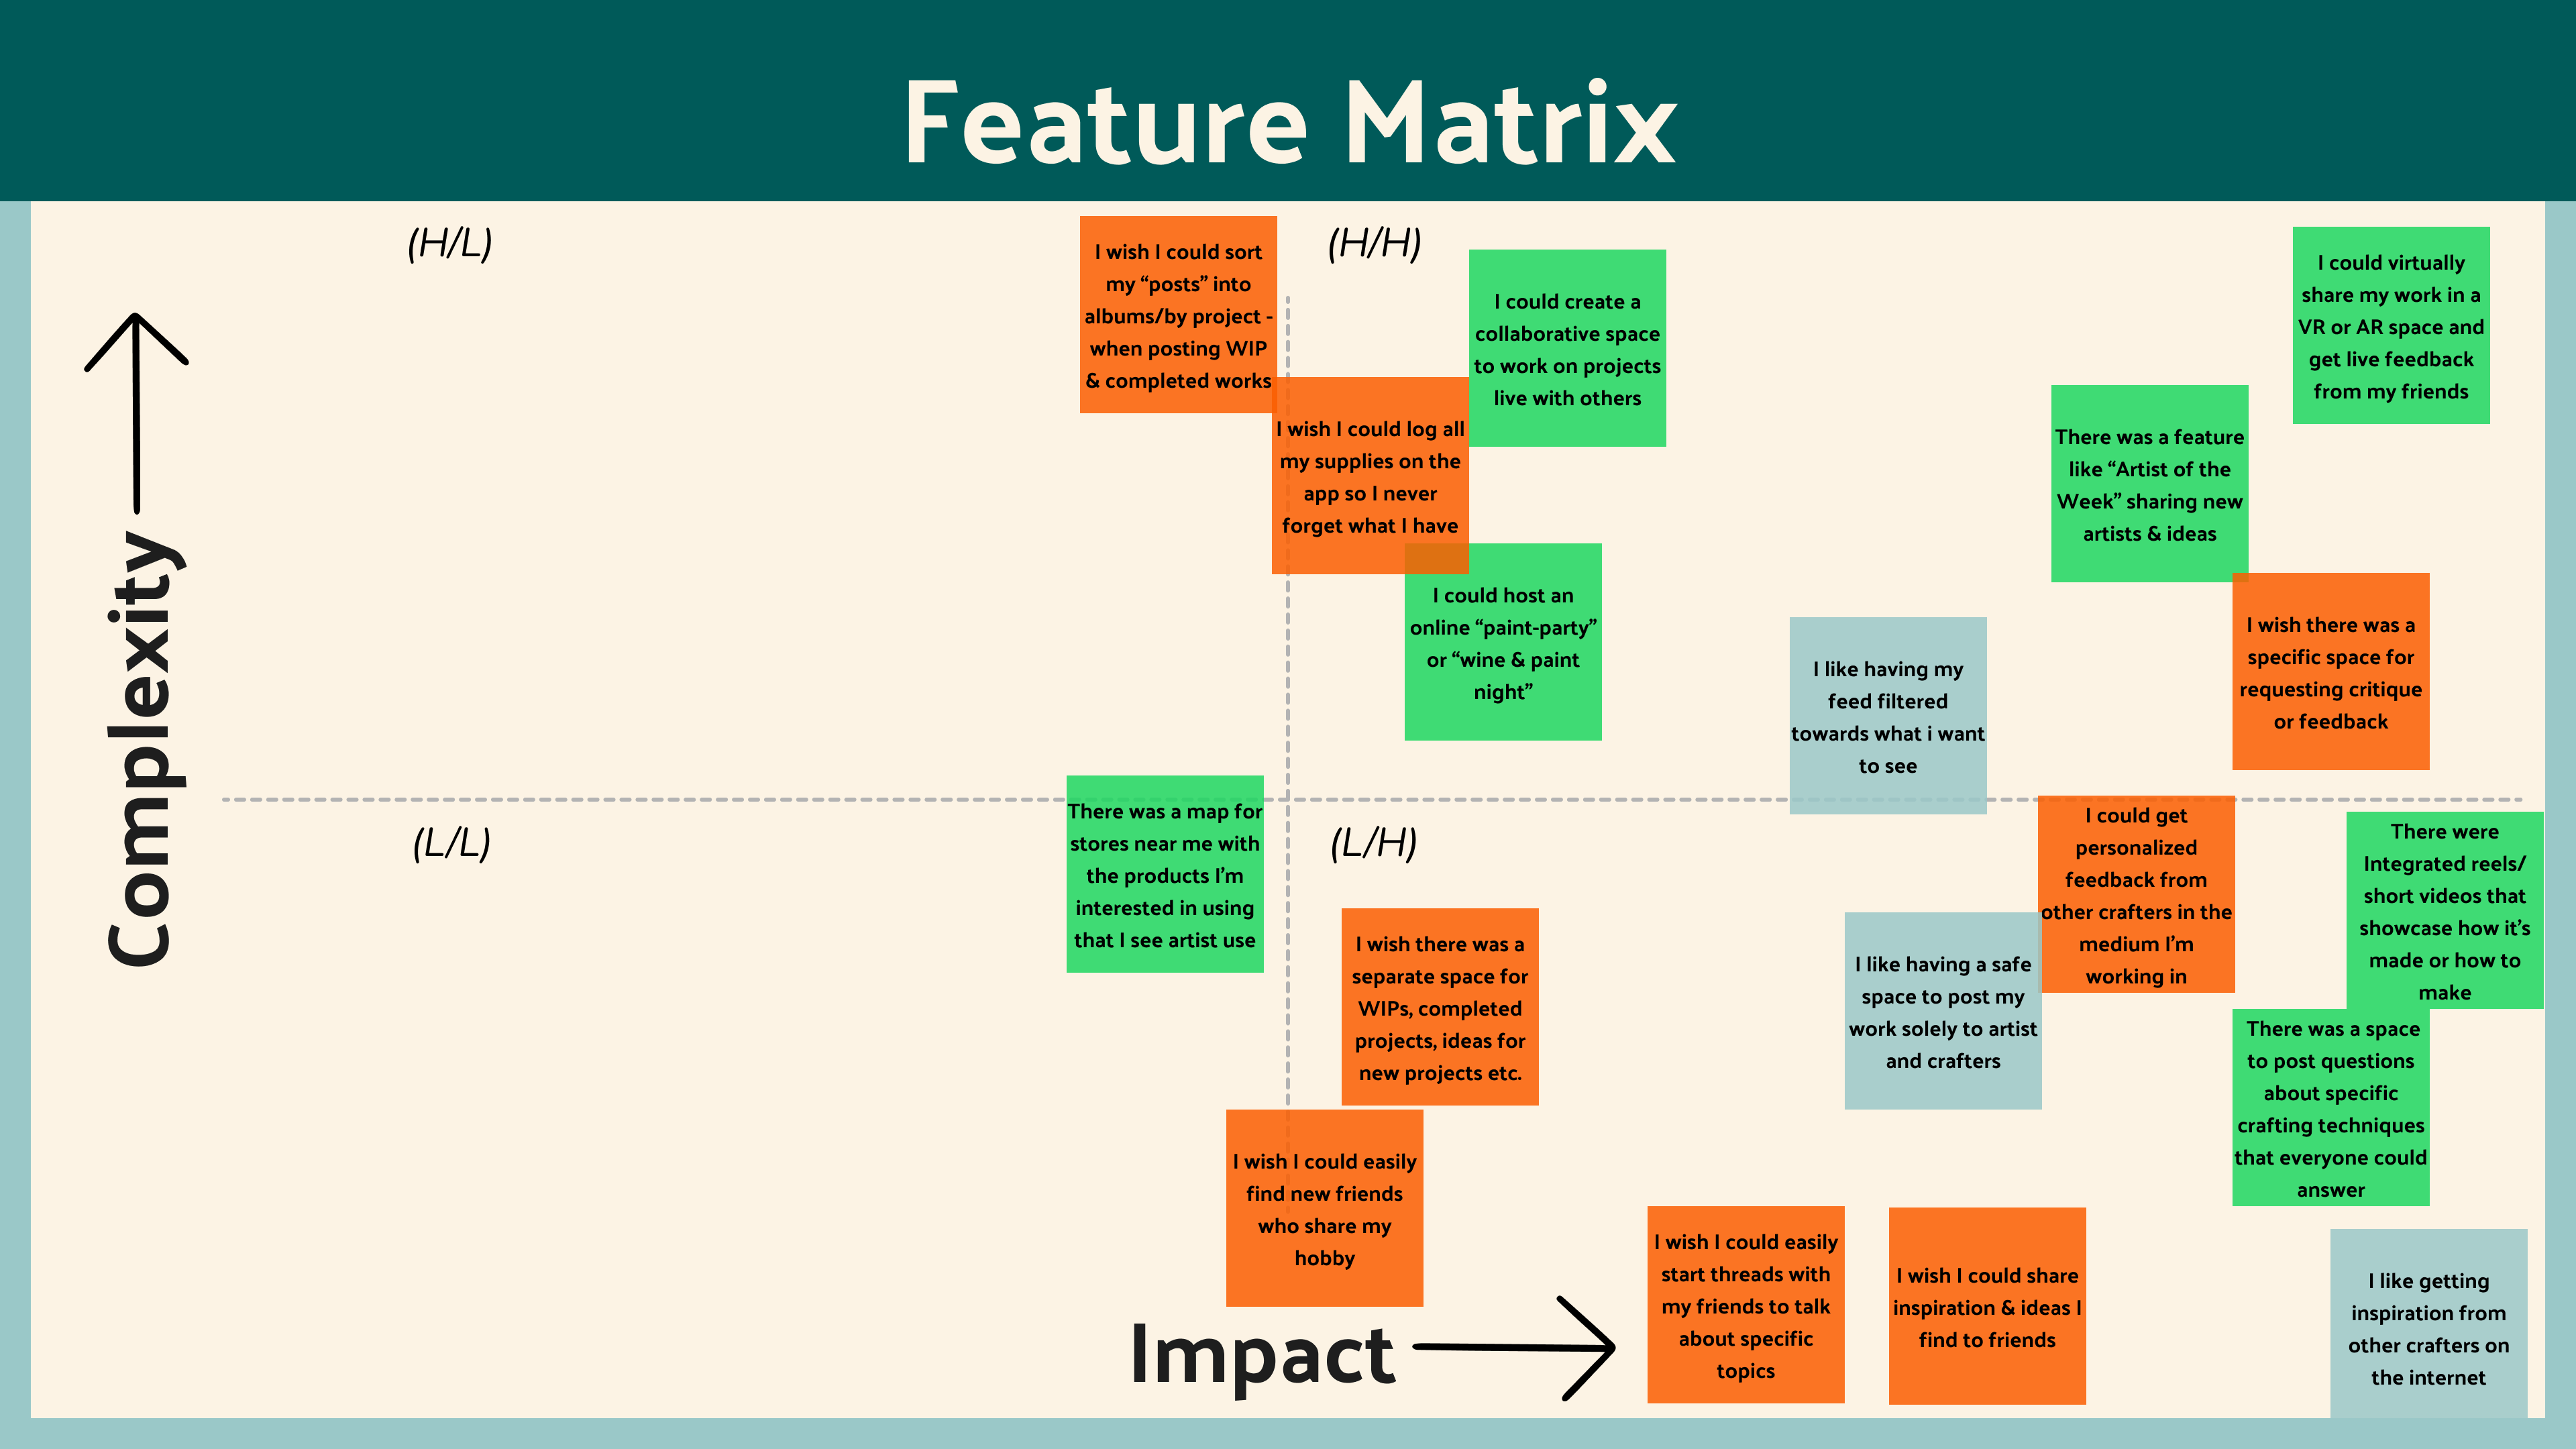 Feature Matrix
(H/L)
(H/H)
I wish I could sort
my “posts” into
albums/by project -
when posting WIP
& completed works
I could create a
collaborative space
to work on projects
live with others
I could virtually
share my work in a
VR or AR space and
get live feedback
from my friends
I wish I could log all
my supplies on the
app so I never
forget what I have
There was a feature
like “Artist of the
Week” sharing new
artists & ideas
I could host an
online “paint-party”
or “wine & paint
night”
I like having my
feed filtered
towards what i want
to see
I wish there was a
specific space for
requesting critique
or feedback
Complexity
(L/L)
(L/H)
There was a map for
stores near me with
the products I’m
interested in using
that I see artist use
I wish there was a
separate space for
WIPs, completed
projects, ideas for
new projects etc.
I like having a safe
space to post my
work solely to artist
and crafters
I could get
personalized
feedback from
other crafters in the
medium I’m
working in
There were
Integrated reels/
short videos that
showcase how it’s
made or how to
make
There was a space
to post questions
about specific
crafting techniques
that everyone could
answer
I wish I could easily
find new friends
who share my
hobby
I wish I could easily
start threads with
my friends to talk
about specific
topics
I wish I could share
inspiration & ideas I
find to friends
I like getting
inspiration from
other crafters on
the internet
Impact